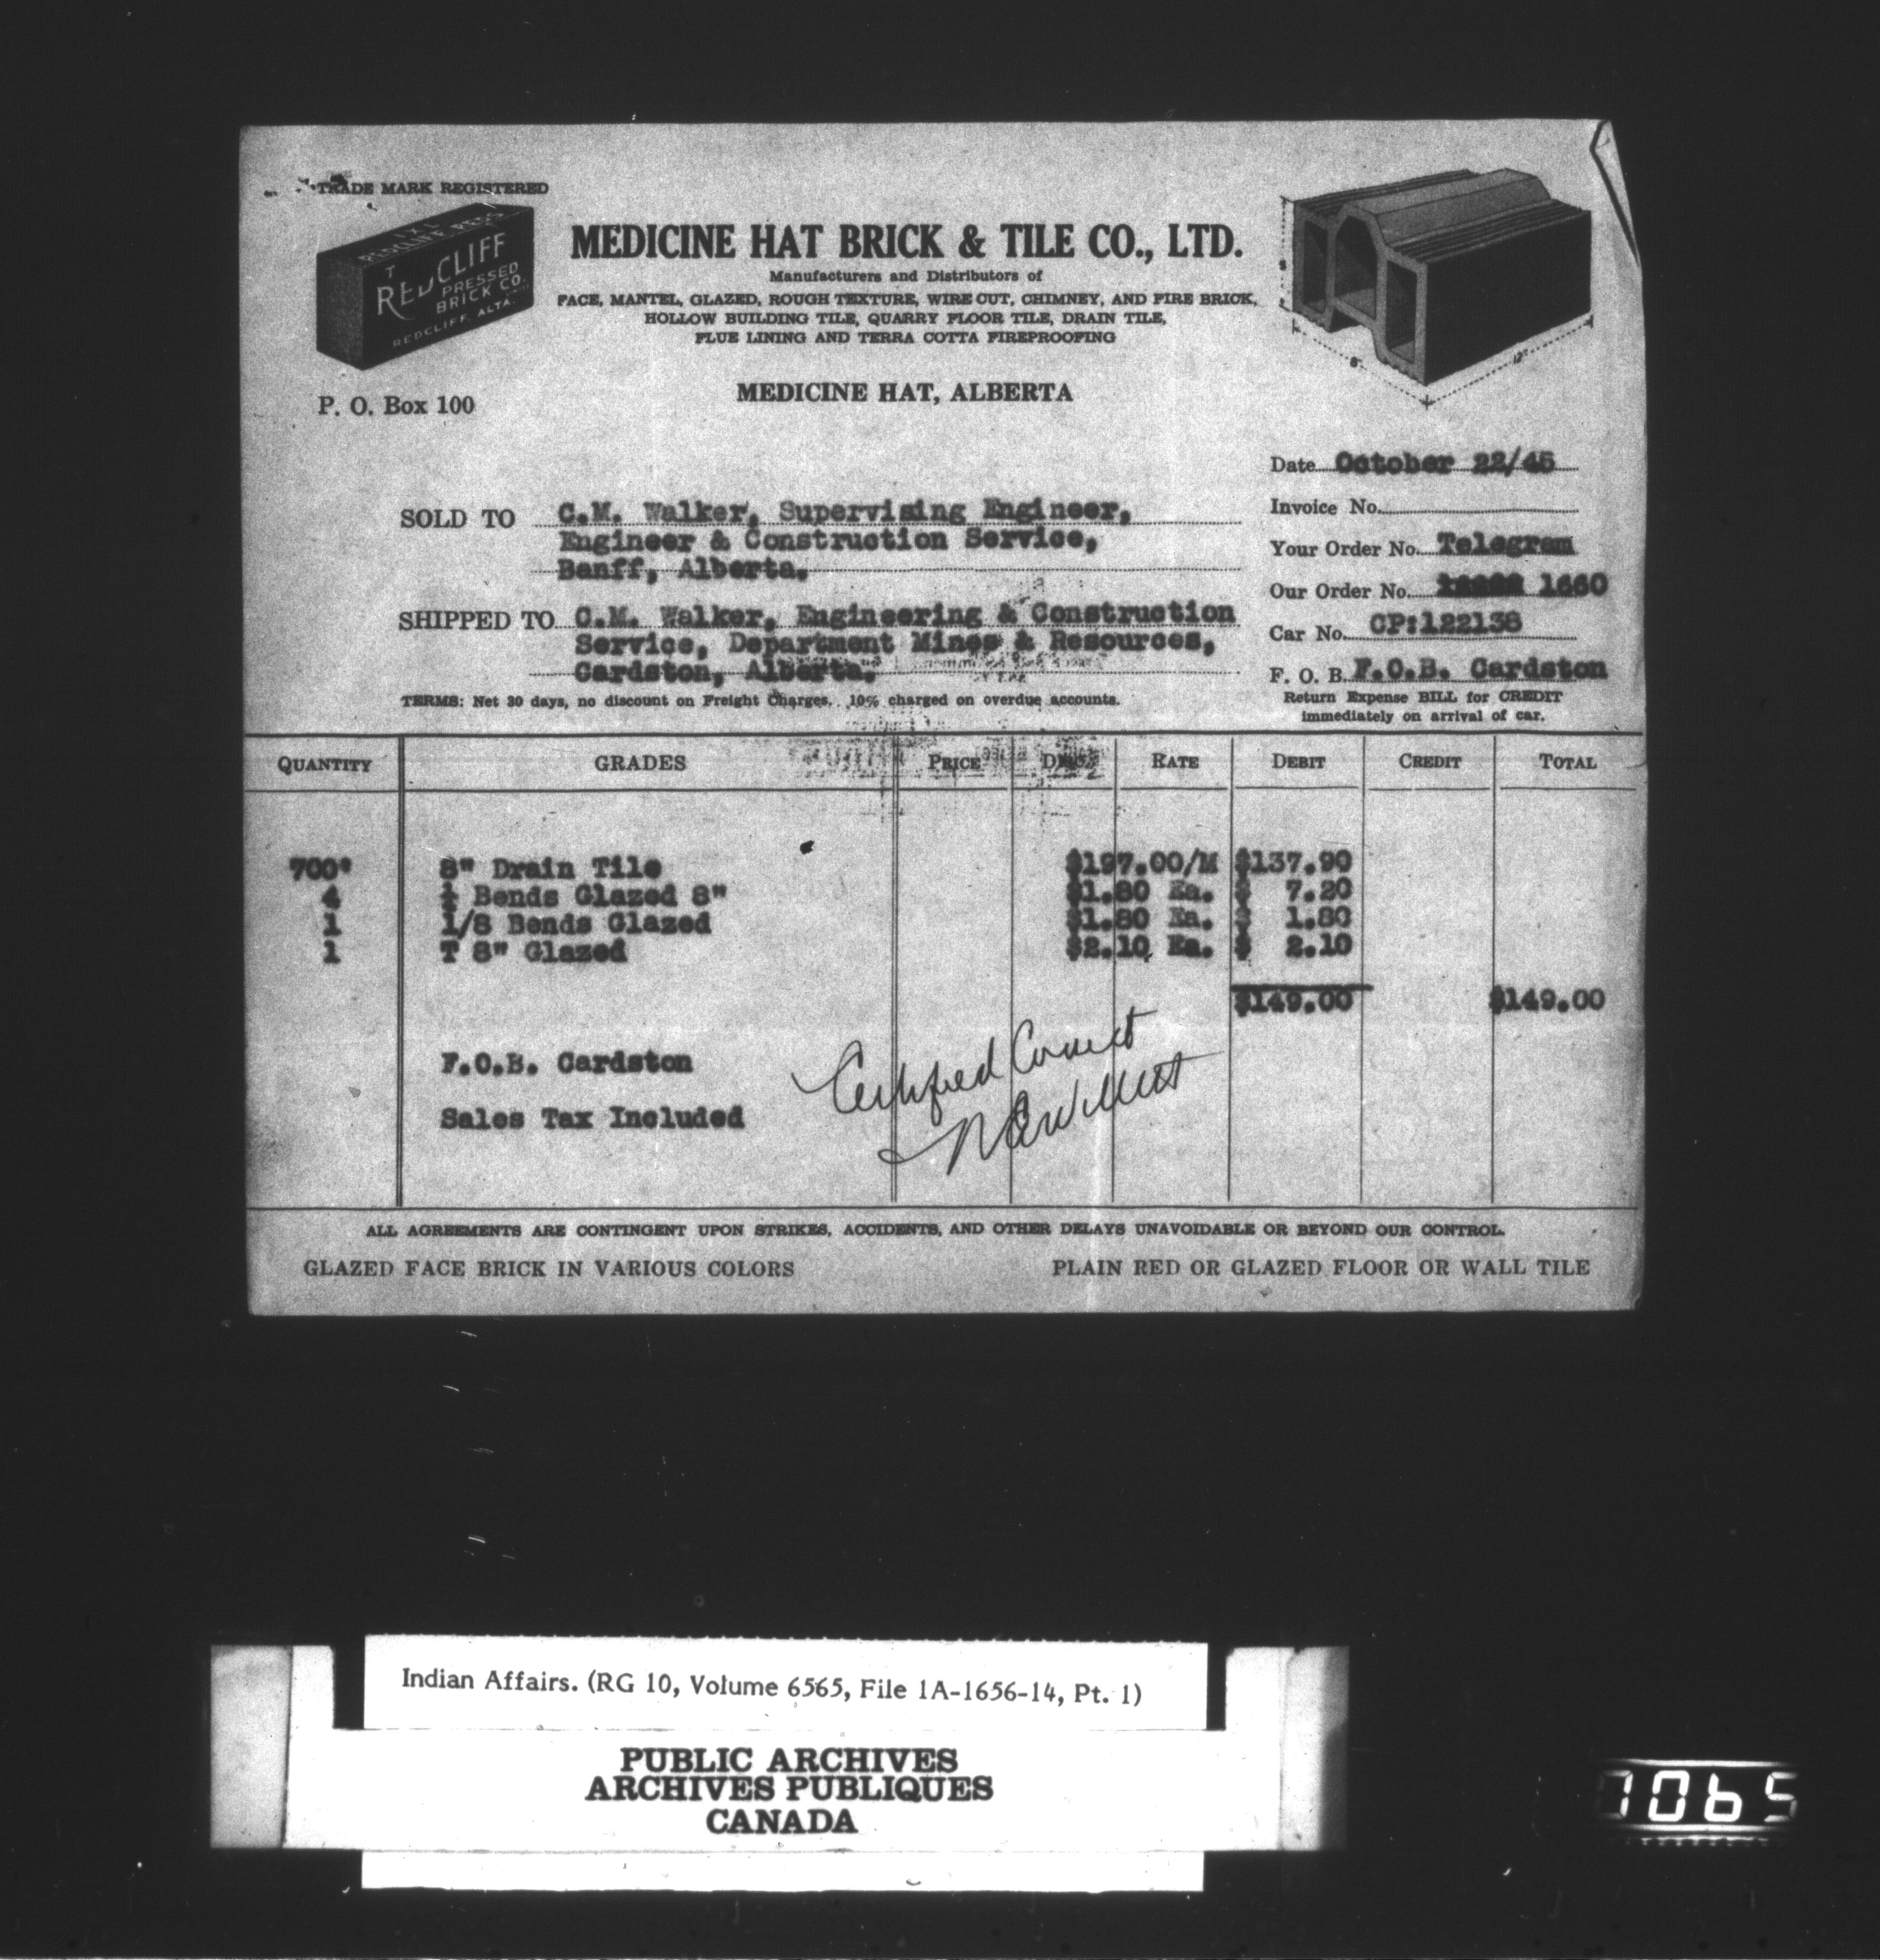 TRADE MARK REGISTERED
I X L
REDCLIFF REDS
T
REDCLIFF
PRESSED
BRICK CO.
REDCLIFF, ALTA.
MEDICINE HAT BRICK & TILE CO., LTD.
Manufacturers and Distributors of
FACE, MANTEL, GLAZED, ROUGH TEXTURE, WIRE CUT, CHIMNEY, AND FIRE BRICK,
HOLLOW BUILDING TILE, QUARRY FLOOR TILE, DRAIN TILE,
FLUE LINING AND TERRA COTTA FIREPROOFING
8"
12"
P. O. Box 100
MEDICINE HAT, ALBERTA
Date October 22/45
Invoice No.
Your Order No. Telegram
Our Order No. 1660
Car No. CP:122138
F. O. B. F.O.B. Cardston
Return Expense BILL for CREDIT
immediately on arrival of car.
SOLD TO C.M. Walker, Supervising Engineer,
Engineer & Construction Service,
Banff, Alberta.
SHIPPED TO C.M. Walker, Engineering & Construction
Service, Department Mines & Resources,
Cardston, Alberta.
TERMS: Net 30 days, no discount on Freight Charges. 10% charged on overdue accounts.
QUANTITY GRADES PRICE DISC. RATE DEBIT CREDIT TOTAL
700' 8" Drain Tile $197.00/M $137.90
4 ¼ Bends Glazed 8" $1.80 Ea. $ 7.20
1 1/8 Bends Glazed $1.80 Ea. $ 1.80
1 T 8" Glazed $2.10 Ea. $ 2.10
$149.00 $149.00
F.O.B. Cardston
Sales Tax Included
Certified Correct
ALL AGREEMENTS ARE CONTINGENT UPON STRIKES, ACCIDENTS, AND OTHER DELAYS UNAVOIDABLE OR BEYOND OUR CONTROL.
GLAZED FACE BRICK IN VARIOUS COLORS PLAIN RED OR GLAZED FLOOR OR WALL TILE
Indian Affairs. (RG 10, Volume 6565, File 1A-1656-14, Pt. 1)
PUBLIC ARCHIVES
ARCHIVES PUBLIQUES
CANADA
1065